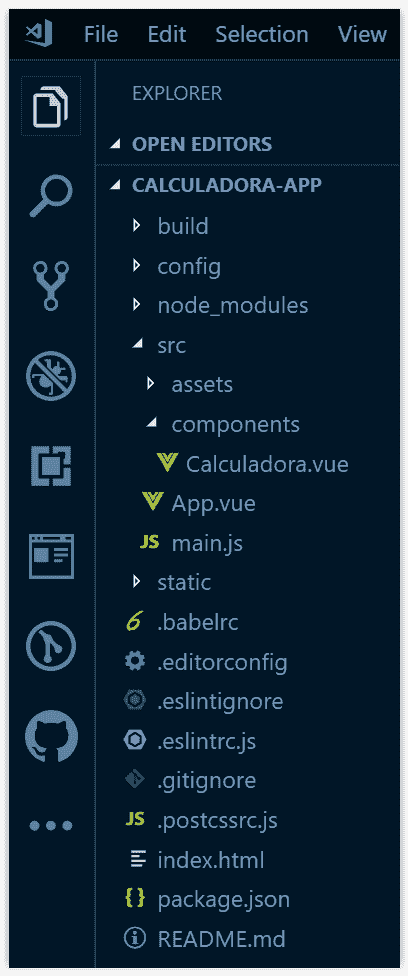 File Edit Selection View
EXPLORER
OPEN EDITORS
CALCULADORA-APP
build
config
node_modules
src
assets
components
Calculadora.vue
App.vue
JS main.js
static
.babelrc
.editorconfig
.eslintignore
.eslintrc.js
.gitignore
JS .postcssrc.js
index.html
{} package.json
README.md